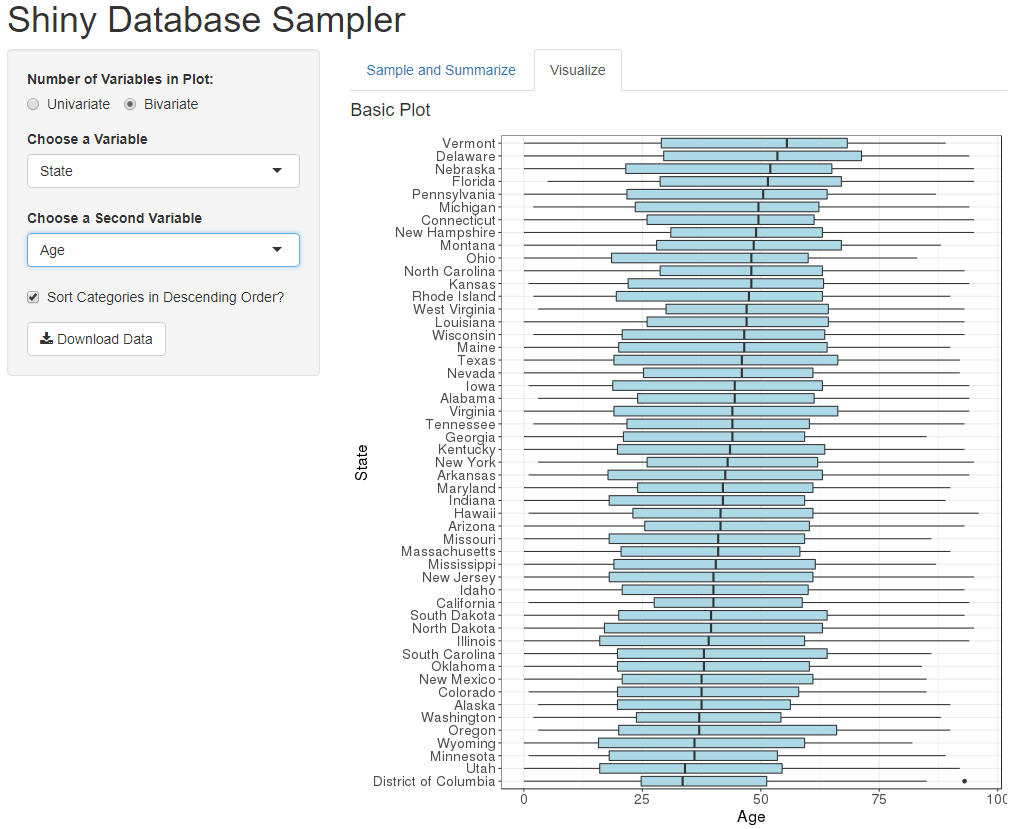 Shiny Database Sampler
Number of Variables in Plot:
Univariate Bivariate
Choose a Variable
State
Choose a Second Variable
Age
Sort Categories in Descending Order?
Download Data
Sample and Summarize Visualize
Basic Plot
Vermont
Delaware
Nebraska
Florida
Pennsylvania
Michigan
Connecticut
New Hampshire
Montana
Ohio
North Carolina
Kansas
Rhode Island
West Virginia
Louisiana
Wisconsin
Maine
Texas
Nevada
Iowa
Alabama
Virginia
Tennessee
Georgia
Kentucky
New York
Arkansas
Maryland
Indiana
Hawaii
Arizona
Missouri
Massachusetts
Mississippi
New Jersey
Idaho
California
South Dakota
North Dakota
Illinois
South Carolina
Oklahoma
New Mexico
Colorado
Alaska
Washington
Oregon
Wyoming
Minnesota
Utah
District of Columbia
State
0 25 50 75 100
Age